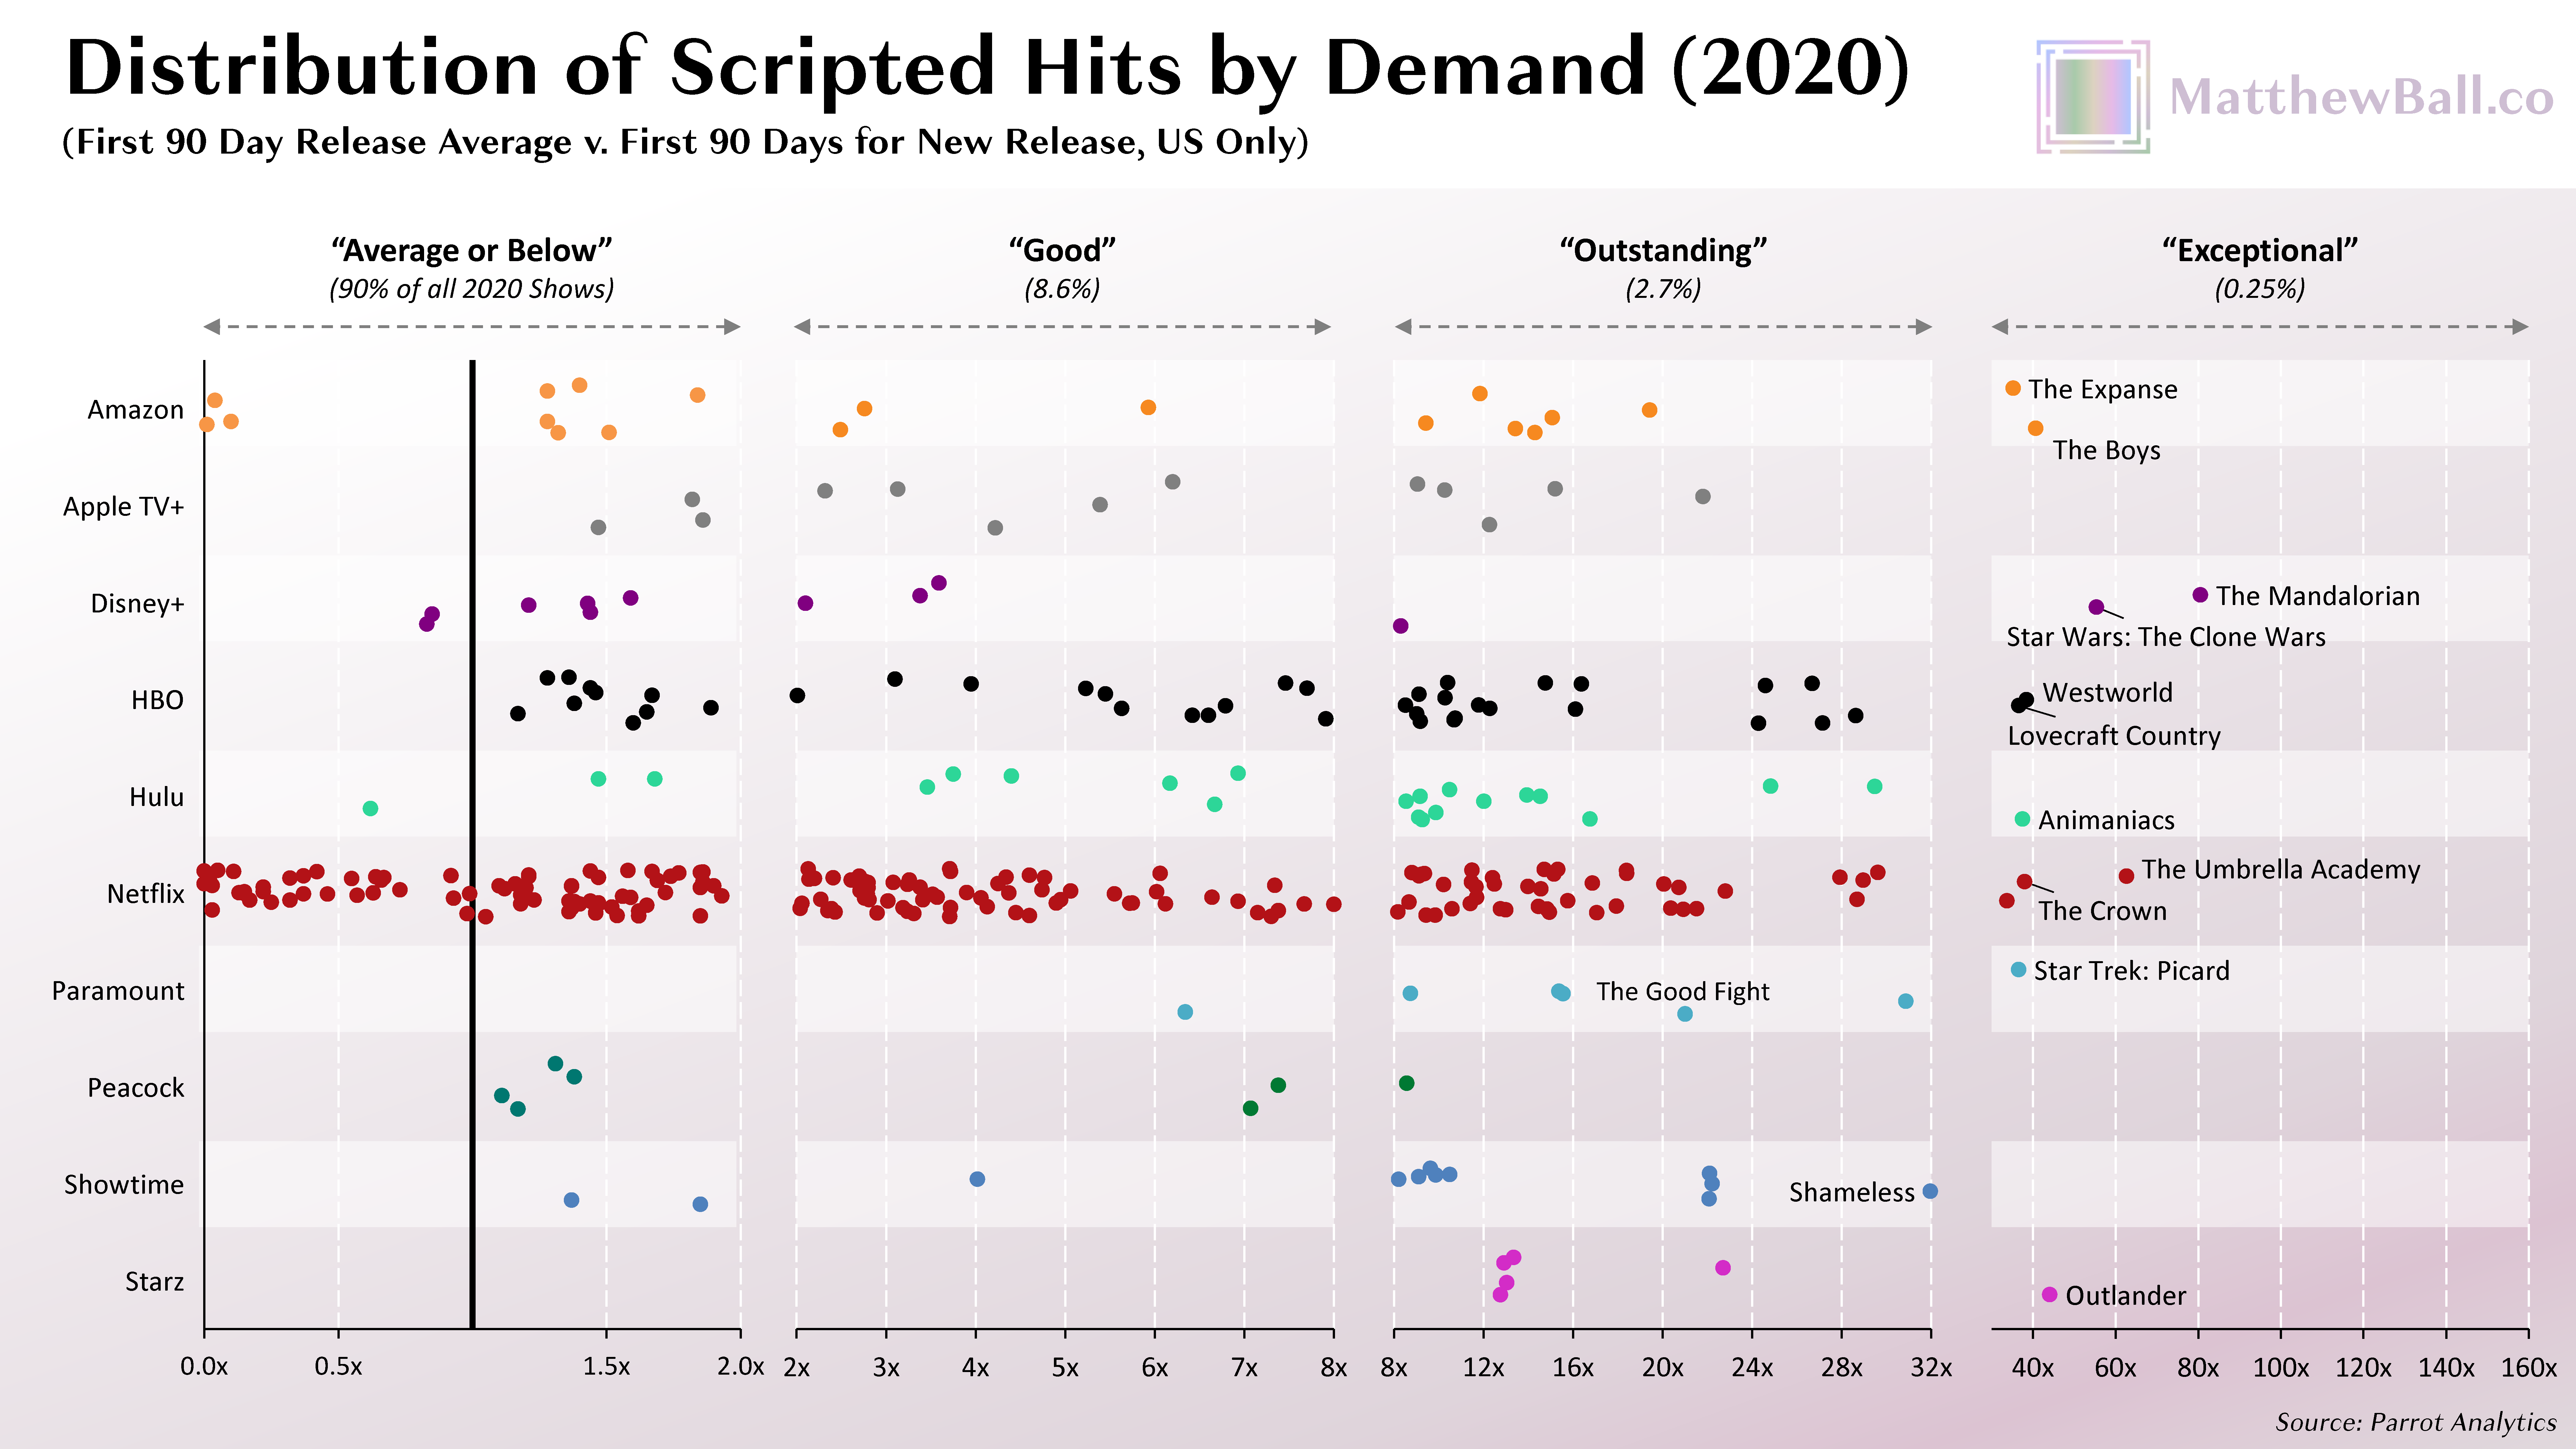 Distribution of Scripted Hits by Demand (2020)
MatthewBall.co
(First 90 Day Release Average v. First 90 Days for New Release, US Only)
“Average or Below”
(90% of all 2020 Shows)
“Good”
(8.6%)
“Outstanding”
(2.7%)
“Exceptional”
(0.25%)
Amazon
The Expanse
The Boys
Apple TV+
Disney+
The Mandalorian
Star Wars: The Clone Wars
HBO
Westworld
Lovecraft Country
Hulu
Animaniacs
Netflix
The Umbrella Academy
The Crown
Paramount
The Good Fight
Star Trek: Picard
Peacock
Showtime
Shameless
Starz
Outlander
0.0x 0.5x 1.5x 2.0x
2x 3x 4x 5x 6x 7x 8x
8x 12x 16x 20x 24x 28x 32x
40x 60x 80x 100x 120x 140x 160x
Source: Parrot Analytics